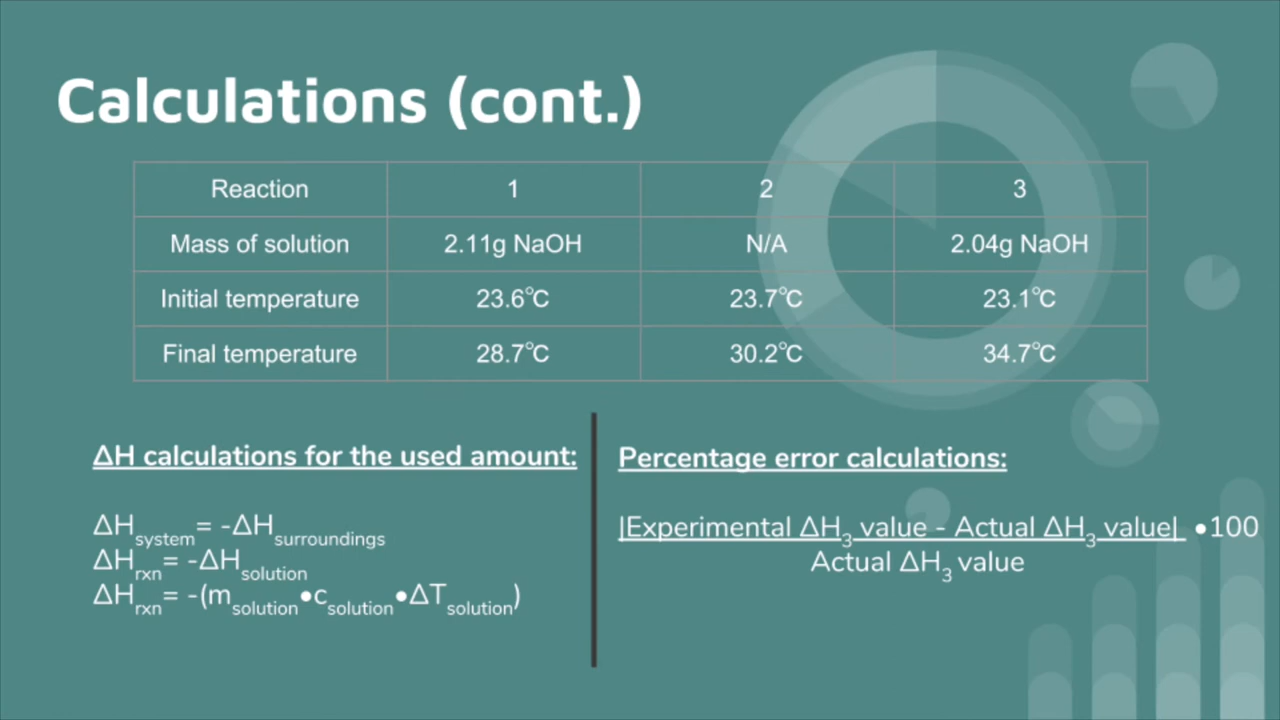 Calculations (cont.)
Reaction 1 2 3
Mass of solution 2.11g NaOH N/A 2.04g NaOH
Initial temperature 23.6℃ 23.7℃ 23.1℃
Final temperature 28.7℃ 30.2℃ 34.7℃
ΔH calculations for the used amount:
ΔHsystem= -ΔHsurroundings
ΔHrxn= -ΔHsolution
ΔHrxn= -(msolution•csolution•ΔTsolution)
Percentage error calculations:
|Experimental ΔH3 value - Actual ΔH3 value| •100
Actual ΔH3 value